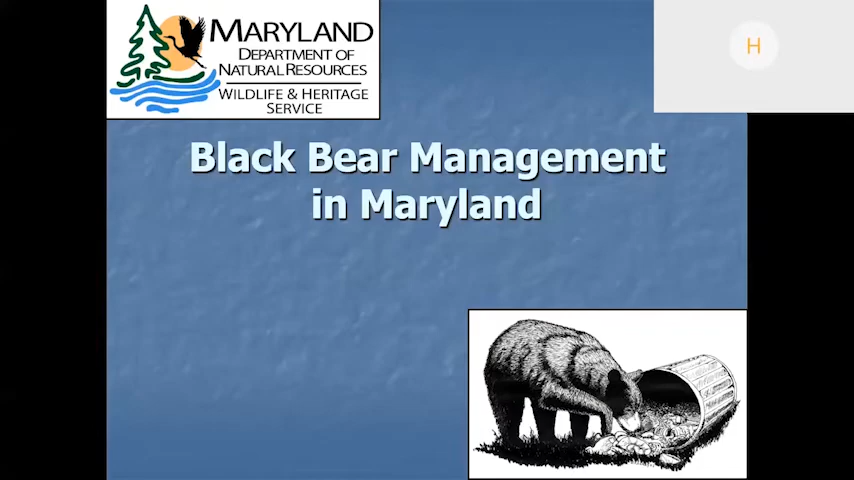 MARYLAND
DEPARTMENT OF
NATURAL RESOURCES
WILDLIFE & HERITAGE
SERVICE
H
Black Bear Management
in Maryland